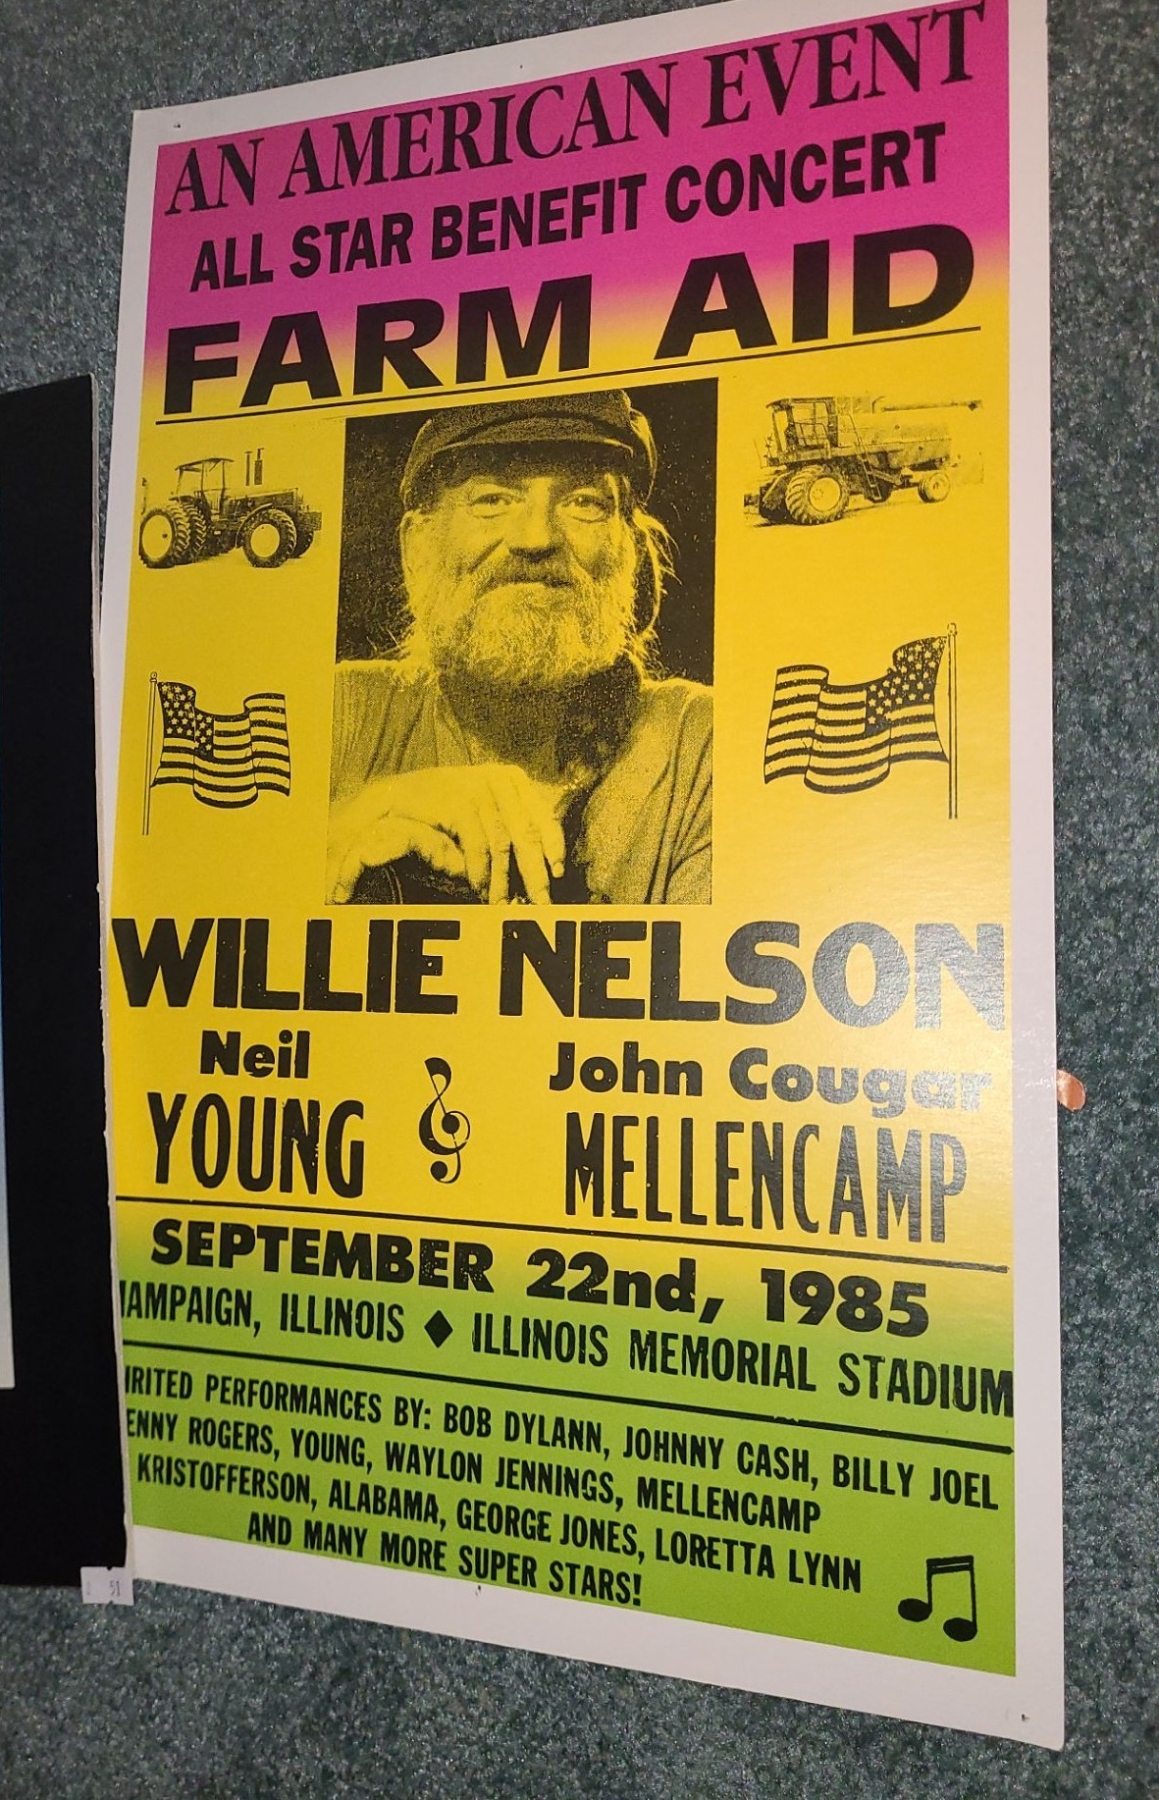 AN AMERICAN EVENT
ALL STAR BENEFIT CONCERT
FARM AID
WILLIE NELSON
Neil
YOUNG
John Cougar
MELLENCAMP
SEPTEMBER 22nd, 1985
HAMPAIGN, ILLINOIS ♦ ILLINOIS MEMORIAL STADIUM
IRITED PERFORMANCES BY: BOB DYLANN, JOHNNY CASH, BILLY JOEL
ENNY ROGERS, YOUNG, WAYLON JENNINGS, MELLENCAMP
KRISTOFFERSON, ALABAMA, GEORGE JONES, LORETTA LYNN
AND MANY MORE SUPER STARS!
51